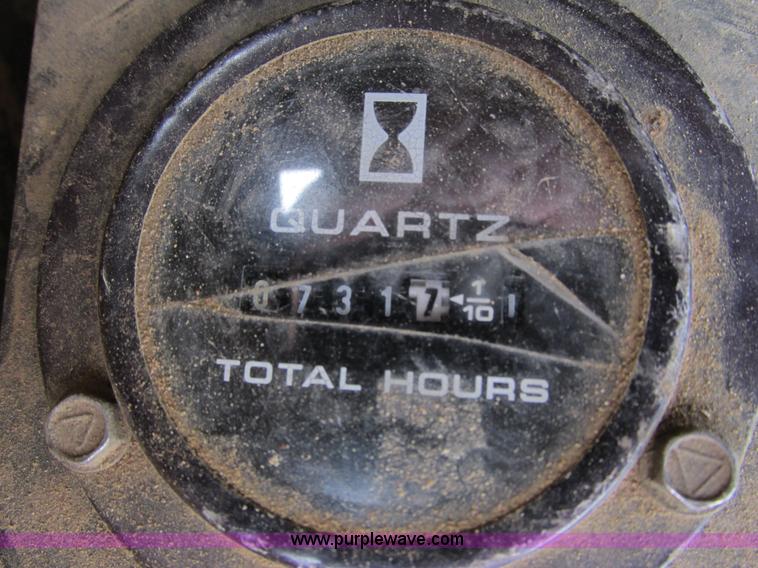 QUARTZ
0 7 3 1 7 1/10
TOTAL HOURS
www.purplewave.com